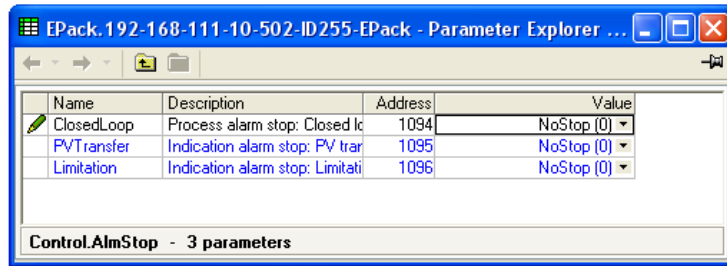 EPack.192-168-111-10-502-ID255-EPack - Parameter Explorer ...
Name Description Address Value
ClosedLoop Process alarm stop: Closed lo 1094 NoStop (0)
PVTransfer Indication alarm stop: PV tran 1095 NoStop (0)
Limitation Indication alarm stop: Limitati 1096 NoStop (0)
Control.AlmStop - 3 parameters